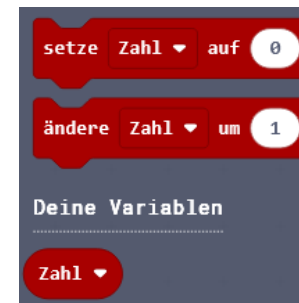 setze Zahl auf 0
ändere Zahl um 1
Deine Variablen
Zahl